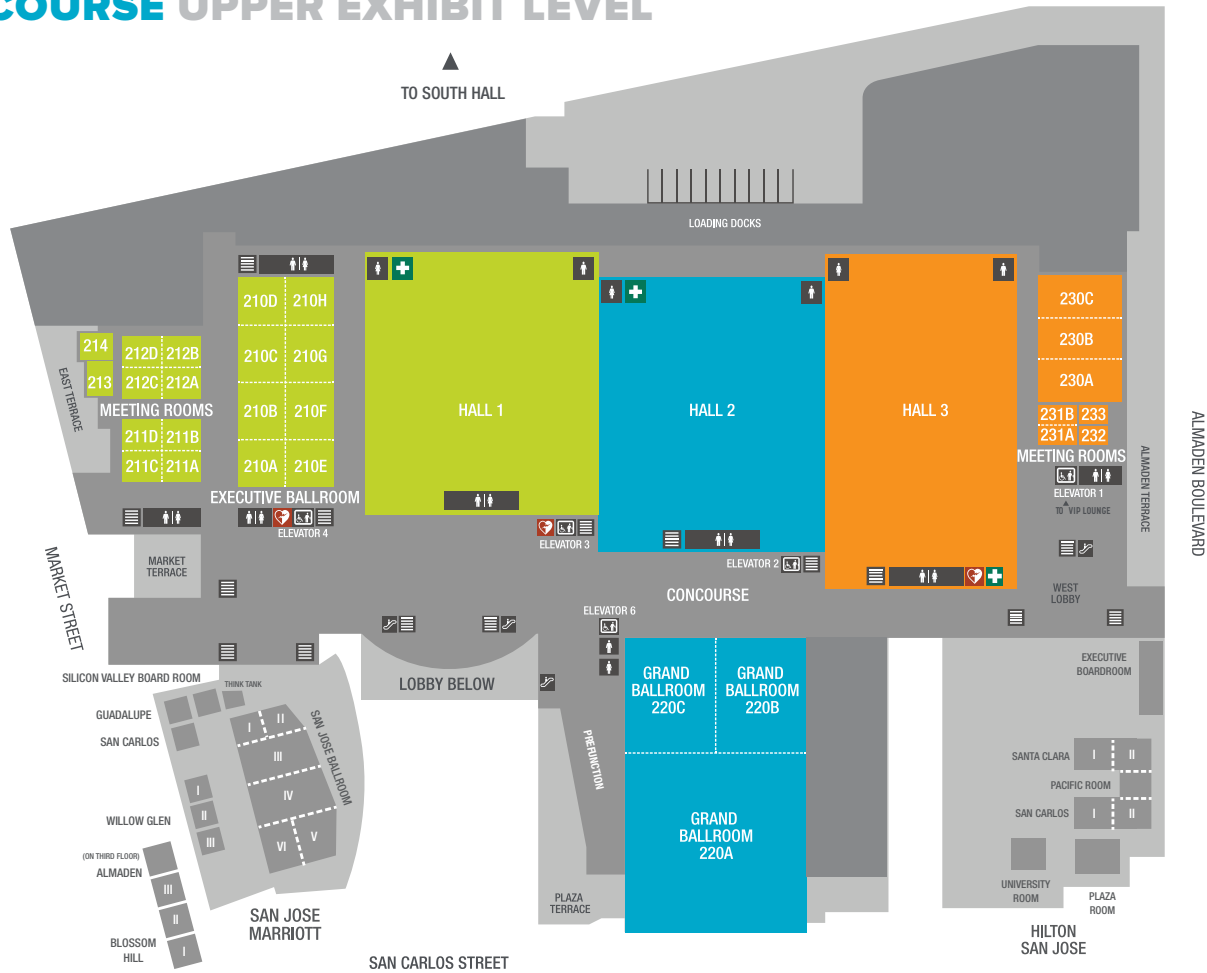 COURSE UPPER EXHIBIT LEVEL
TO SOUTH HALL
LOADING DOCKS
210D 210H
210C 210G
210B 210F
210A 210E
EXECUTIVE BALLROOM
ELEVATOR 4
214
213
212D 212B
212C 212A
MEETING ROOMS
211D 211B
211C 211A
EAST TERRACE
MARKET
TERRACE
MARKET STREET
HALL 1
HALL 2
HALL 3
ELEVATOR 3
ELEVATOR 2
CONCOURSE
230C
230B
230A
231B 233
231A 232
MEETING ROOMS
ELEVATOR 1
TO VIP LOUNGE
WEST
LOBBY
ALMADEN TERRACE
ALMADEN BOULEVARD
ELEVATOR 6
LOBBY BELOW
PREFUNCTION
GRAND
BALLROOM
220C
GRAND
BALLROOM
220B
GRAND
BALLROOM
220A
PLAZA
TERRACE
SILICON VALLEY BOARD ROOM
THINK TANK
GUADALUPE
SAN CARLOS
I
II
III
IV
V
VI
SAN JOSE BALLROOM
WILLOW GLEN
I
II
III
(ON THIRD FLOOR)
ALMADEN
III
II
I
BLOSSOM
HILL
SAN JOSE
MARRIOTT
SAN CARLOS STREET
EXECUTIVE
BOARDROOM
SANTA CLARA
I
II
PACIFIC ROOM
SAN CARLOS
I
II
UNIVERSITY
ROOM
PLAZA
ROOM
HILTON
SAN JOSE